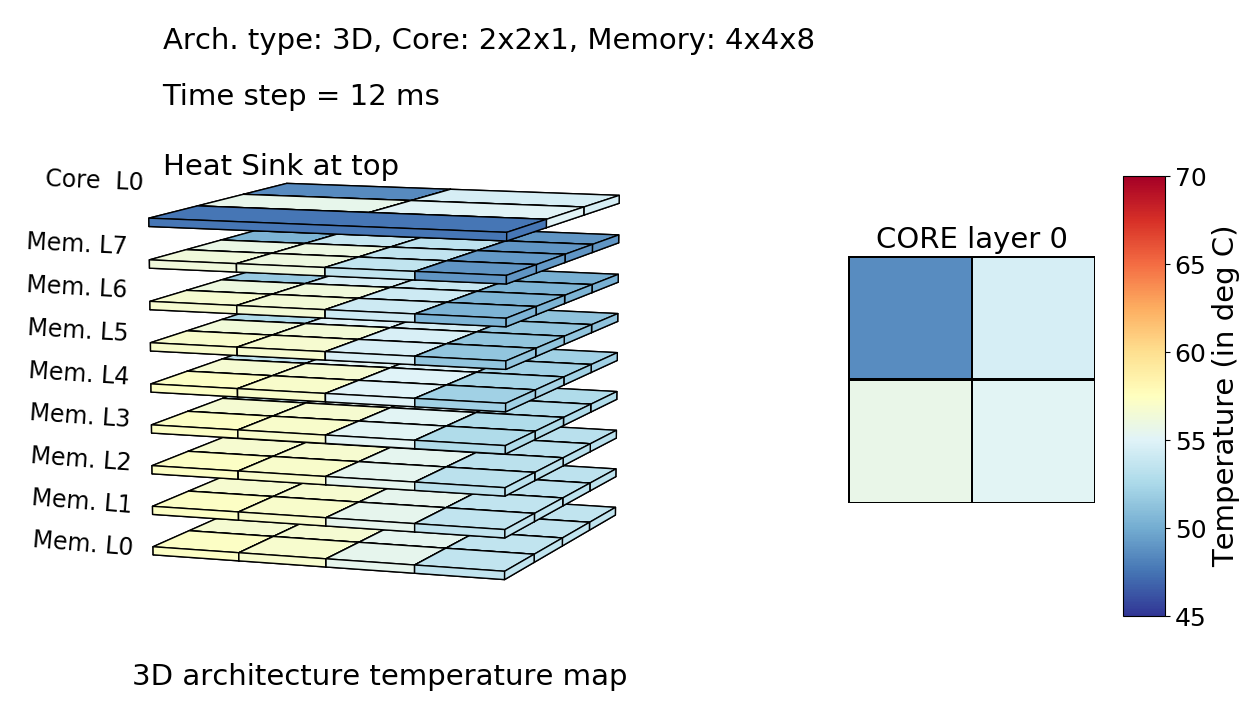 Arch. type: 3D, Core: 2x2x1, Memory: 4x4x8
Time step = 12 ms
Heat Sink at top
Core  L0
Mem. L7
Mem. L6
Mem. L5
Mem. L4
Mem. L3
Mem. L2
Mem. L1
Mem. L0
3D architecture temperature map
CORE layer 0
70
65
60
55
50
45
Temperature (in deg C)